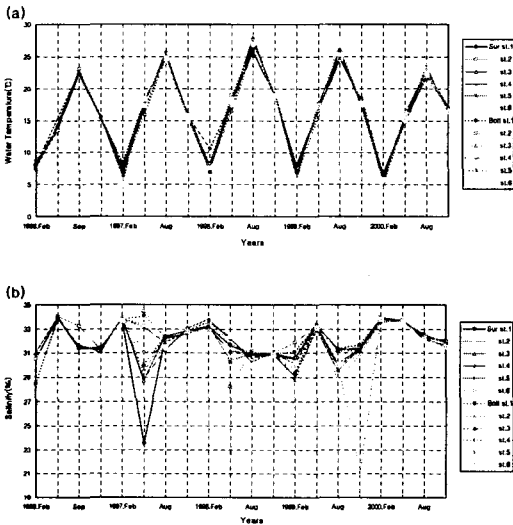 (a)
30
25
20
15
10
5
0
Water Temperature(℃)
1996.Feb
Sep
1997.Feb
Aug
1998.Feb
Aug
1999.Feb
Aug
2000.Feb
Aug
Years
Sur st.1
st.2
st.3
st.4
st.5
st.6
Bott st.1
st.2
st.3
st.4
st.5
st.6
(b)
35
33
31
29
27
25
23
21
19
Salinity(‰)
1996.Feb
Sep
1997.Feb
Aug
1998.Feb
Aug
1999.Feb
Aug
2000.Feb
Aug
Years
Sur st.1
st.2
st.3
st.4
st.5
st.6
Bott st.1
st.2
st.3
st.4
st.5
st.6